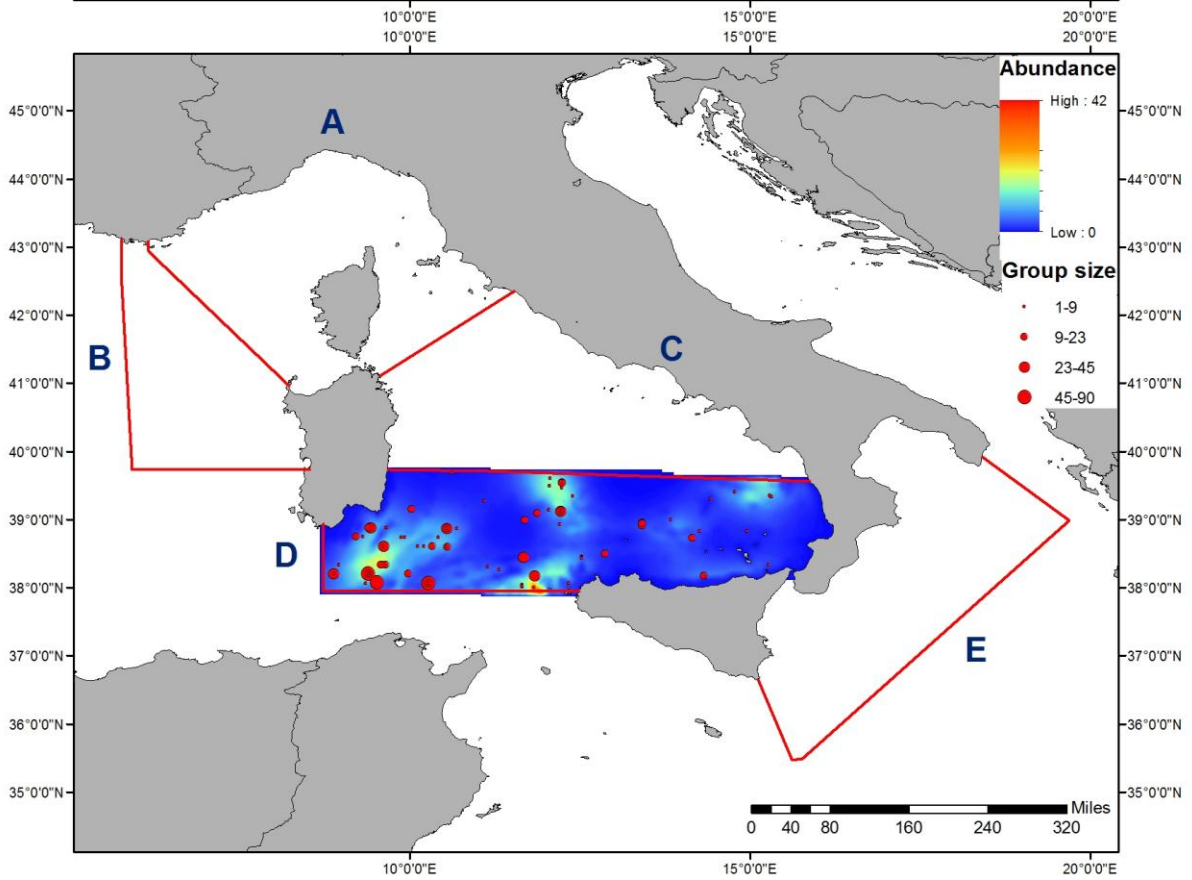 10°0'0"E 15°0'0"E 20°0'0"E
10°0'0"E 15°0'0"E 20°0'0"E
Abundance
High : 42
Low : 0
Group size
1-9
9-23
23-45
45-90
A
B
C
D
E
45°0'0"N 45°0'0"N
44°0'0"N 44°0'0"N
43°0'0"N 43°0'0"N
42°0'0"N 42°0'0"N
41°0'0"N 41°0'0"N
40°0'0"N 40°0'0"N
39°0'0"N 39°0'0"N
38°0'0"N 38°0'0"N
37°0'0"N 37°0'0"N
36°0'0"N 36°0'0"N
35°0'0"N 35°0'0"N
Miles
0 40 80 160 240 320
10°0'0"E 15°0'0"E 20°0'0"E